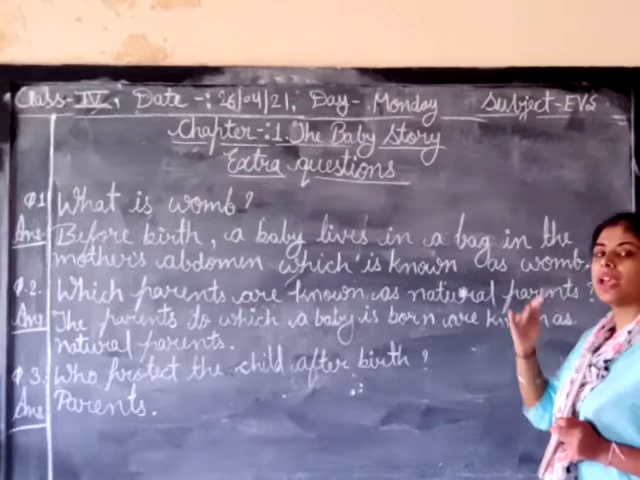 Class-IV, Date-: 26/04/21, Day- Monday Subject-EVS
Chapter-:1. The Baby Story
Extra questions
Q.1 What is womb?
Ans. Before birth, a baby lives in a bag in the
mother's abdomen which is known as womb.
Q.2. Which parents are known as natural parents?
Ans The parents to which a baby is born are known as
natural parents.
Q.3. Who protect the child after birth?
Ans Parents.